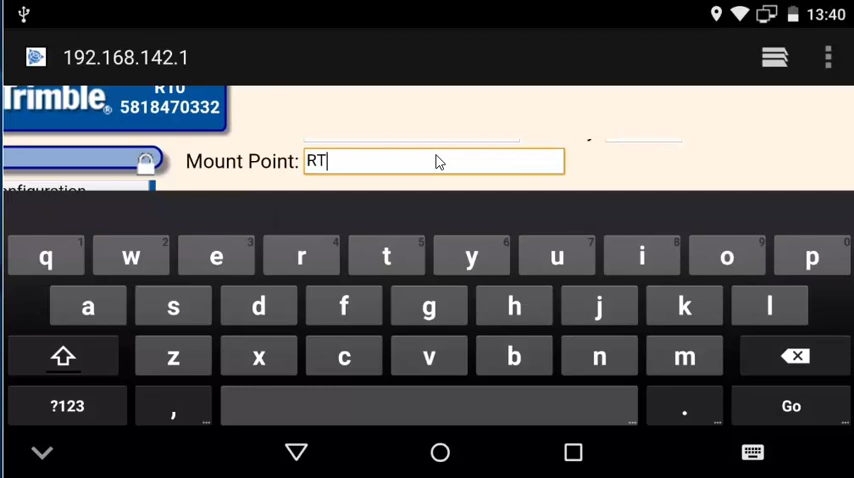 13:40
192.168.142.1
Trimble® R10
5818470332
Mount Point: RT
onfiguration
q 1 w 2 e 3 r 4 t 5 y 6 u 7 i 8 o 9 p 0
a s d f g h j k l
z x c v b n m
?123 , ... ... . ... Go ...